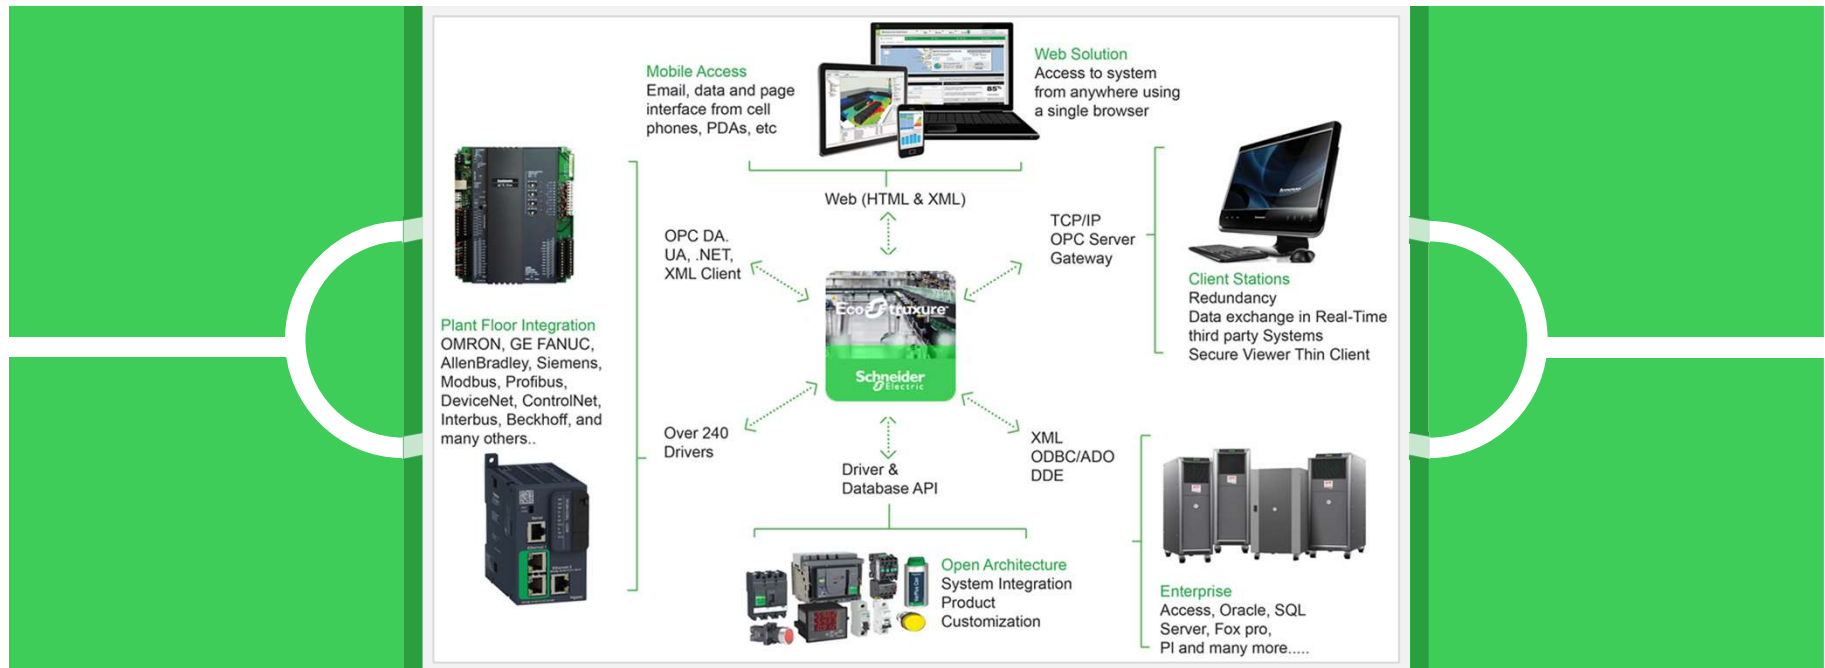 Mobile Access
Email, data and page
interface from cell
phones, PDAs, etc
Web Solution
Access to system
from anywhere using
a single browser
85%
Web (HTML & XML)
OPC DA.
UA, .NET,
XML Client
TCP/IP
OPC Server
Gateway
lenovo
Client Stations
Redundancy
Data exchange in Real-Time
third party Systems
Secure Viewer Thin Client
Plant Floor Integration
OMRON, GE FANUC,
AllenBradley, Siemens,
Modbus, Profibus,
DeviceNet, ControlNet,
Interbus, Beckhoff, and
many others..
EcoStruxure
Schneider
Electric
Over 240
Drivers
Driver &
Database API
XML
ODBC/ADO
DDE
Open Architecture
System Integration
Product
Customization
Enterprise
Access, Oracle, SQL
Server, Fox pro,
PI and many more.....